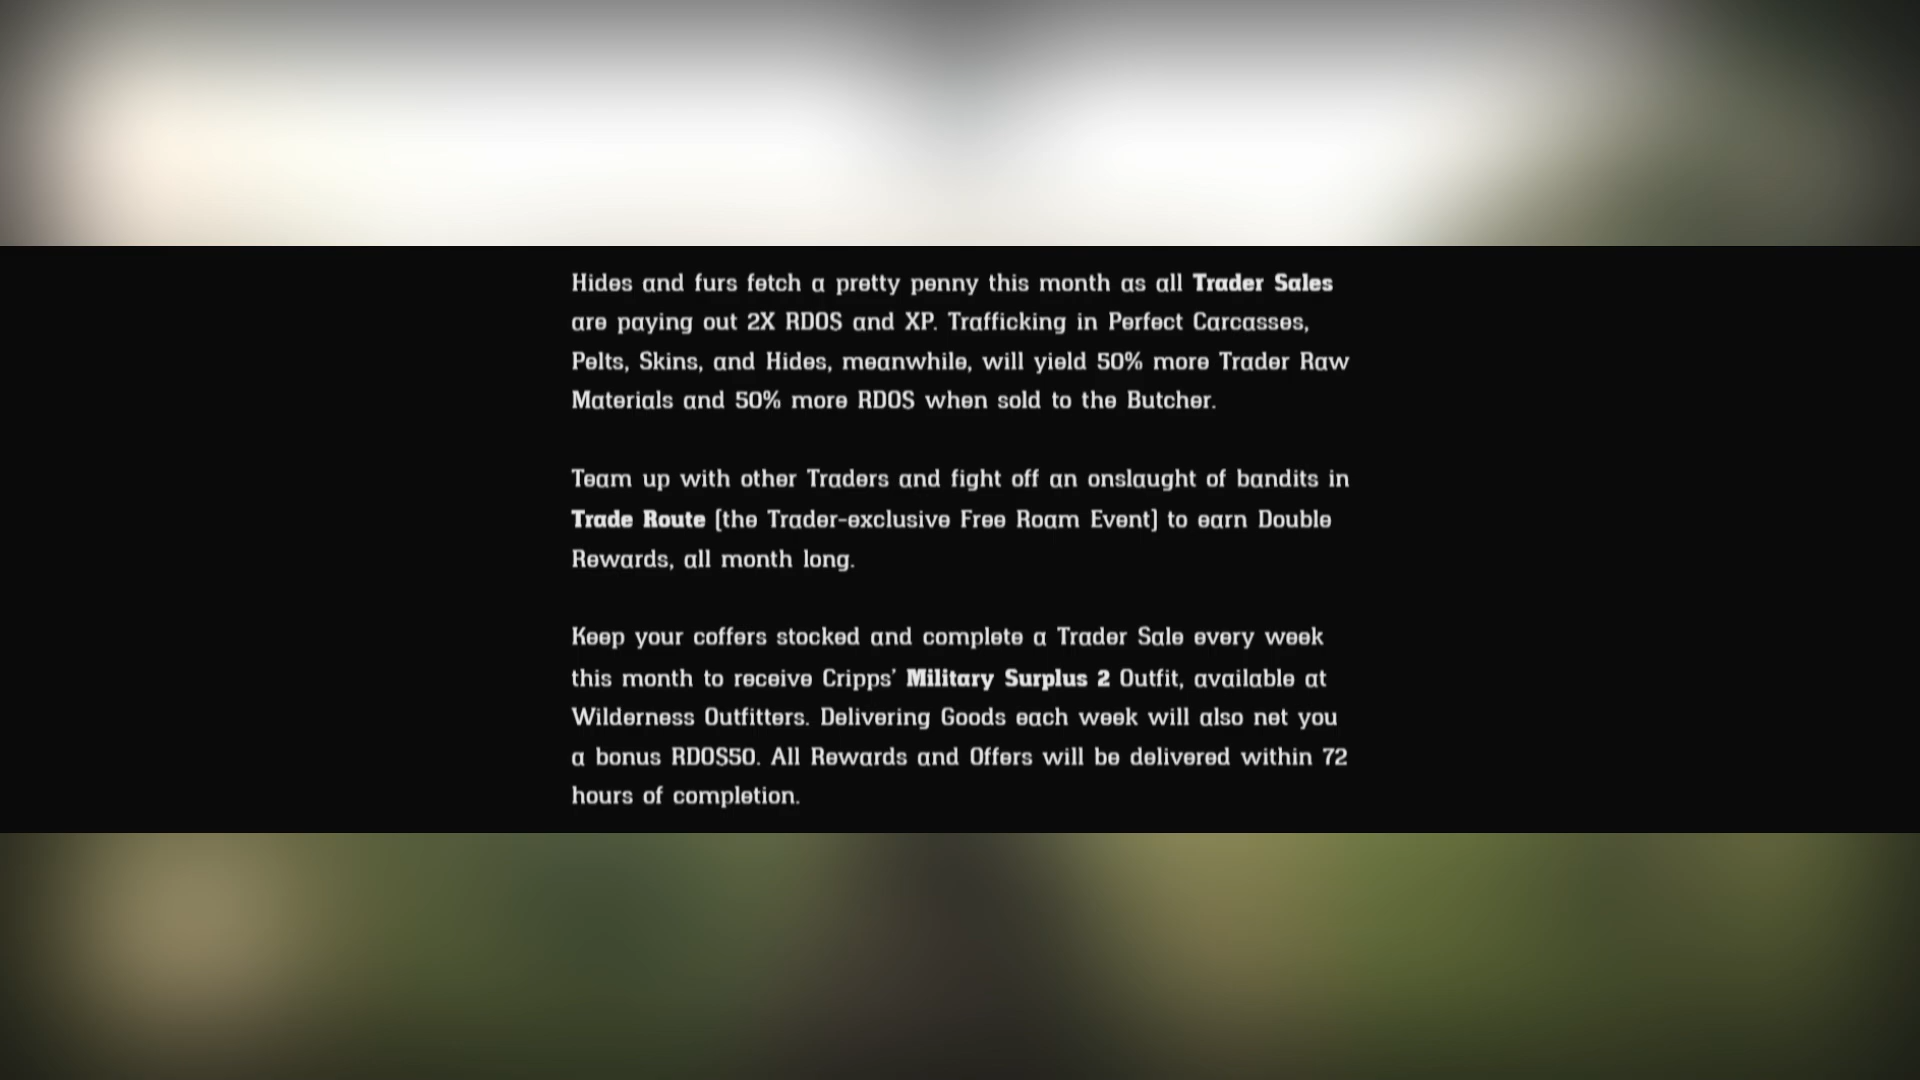 Hides and furs fetch a pretty penny this month as all Trader Sales
are paying out 2X RDO$ and XP. Trafficking in Perfect Carcasses,
Pelts, Skins, and Hides, meanwhile, will yield 50% more Trader Raw
Materials and 50% more RDO$ when sold to the Butcher.
Team up with other Traders and fight off an onslaught of bandits in
Trade Route (the Trader-exclusive Free Roam Event) to earn Double
Rewards, all month long.
Keep your coffers stocked and complete a Trader Sale every week
this month to receive Cripps’ Military Surplus 2 Outfit, available at
Wilderness Outfitters. Delivering Goods each week will also net you
a bonus RDO$50. All Rewards and Offers will be delivered within 72
hours of completion.